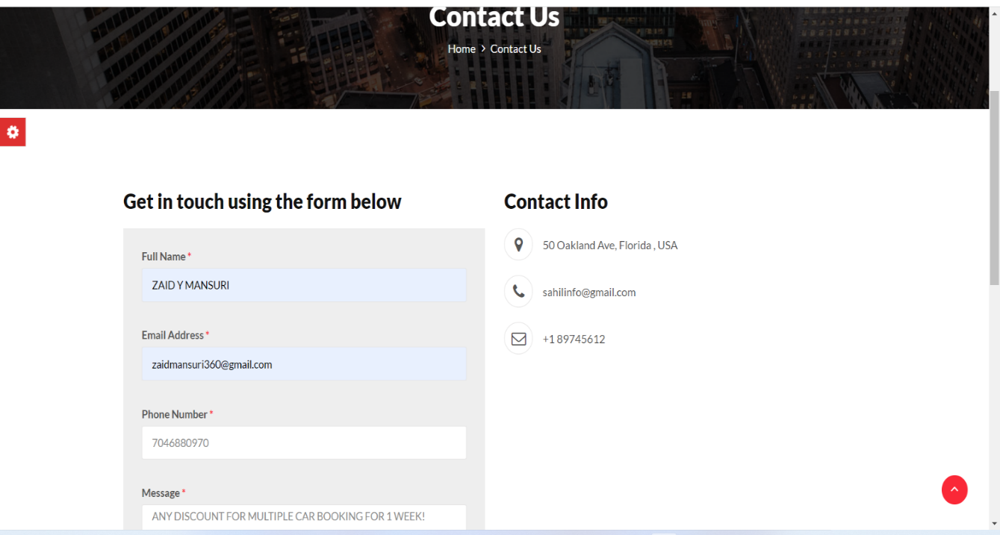 Contact Us
Home > Contact Us
Get in touch using the form below
Full Name *
ZAID Y MANSURI
Email Address *
zaidmansuri360@gmail.com
Phone Number *
7046880970
Message *
ANY DISCOUNT FOR MULTIPLE CAR BOOKING FOR 1 WEEK!
Contact Info
50 Oakland Ave, Florida , USA
sahilinfo@gmail.com
+1 89745612